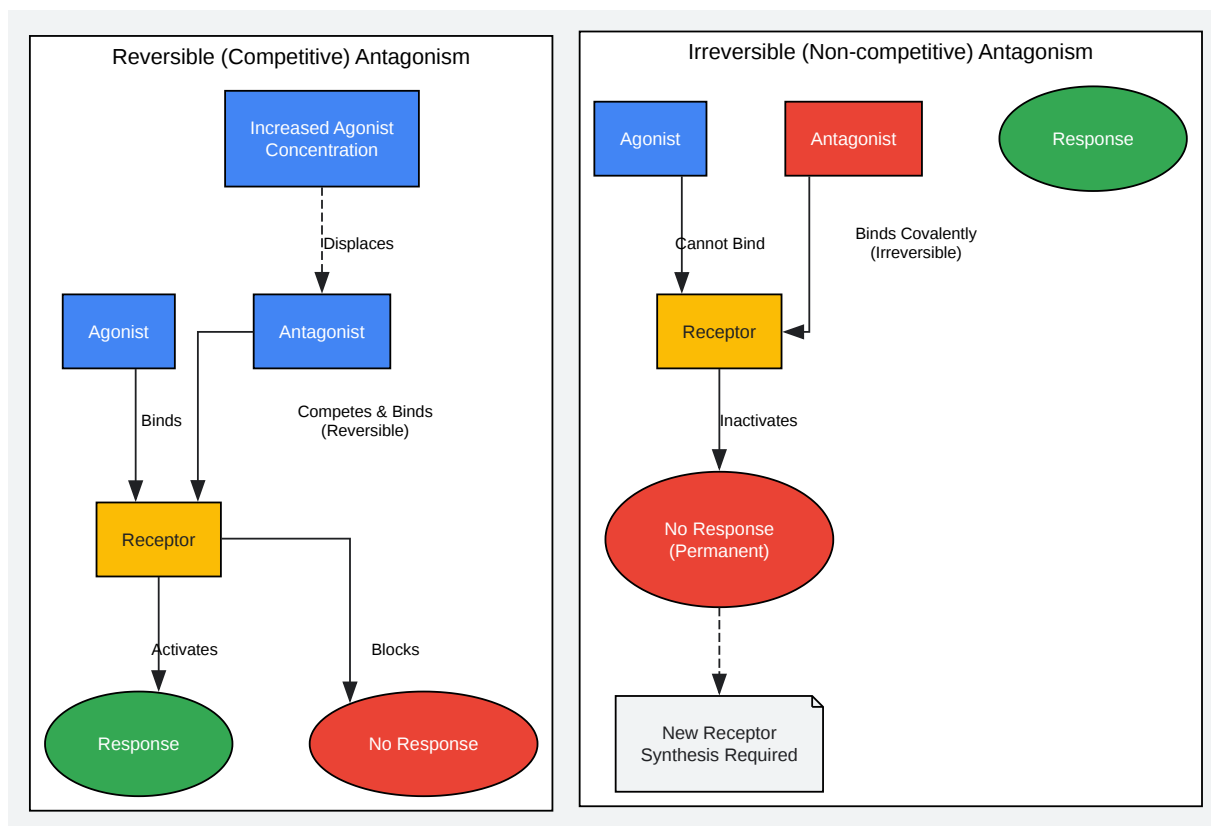 Reversible (Competitive) Antagonism
Increased Agonist
Concentration
Displaces
Agonist
Antagonist
Binds
Competes & Binds
(Reversible)
Receptor
Activates
Blocks
Response
No Response
Irreversible (Non-competitive) Antagonism
Agonist
Antagonist
Response
Cannot Bind
Binds Covalently
(Irreversible)
Receptor
Inactivates
No Response
(Permanent)
New Receptor
Synthesis Required